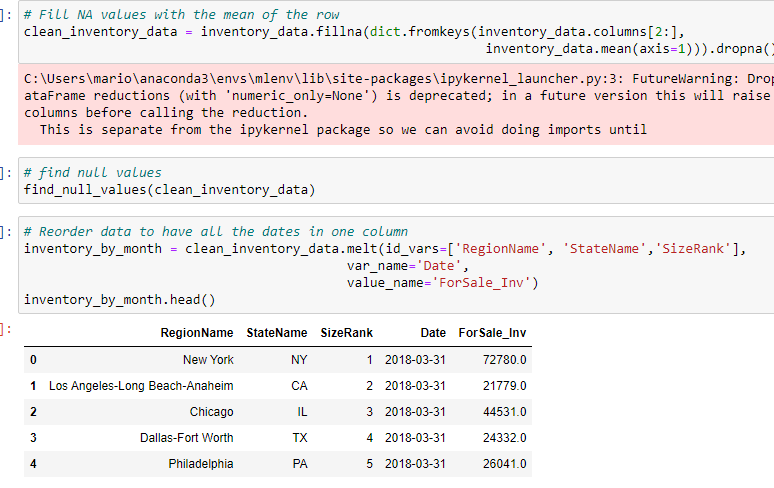 ]: # Fill NA values with the mean of the row
clean_inventory_data = inventory_data.fillna(dict.fromkeys(inventory_data.columns[2:],
inventory_data.mean(axis=1))).dropna()
C:\Users\mario\anaconda3\envs\mlenv\lib\site-packages\ipykernel_launcher.py:3: FutureWarning: Drop
ataFrame reductions (with 'numeric_only=None') is deprecated; in a future version this will raise
columns before calling the reduction.
This is separate from the ipykernel package so we can avoid doing imports until
]: # find null values
find_null_values(clean_inventory_data)
]: # Reorder data to have all the dates in one column
inventory_by_month = clean_inventory_data.melt(id_vars=['RegionName', 'StateName','SizeRank'],
var_name='Date',
value_name='ForSale_Inv')
inventory_by_month.head()
]: RegionName StateName SizeRank Date ForSale_Inv
0 New York NY 1 2018-03-31 72780.0
1 Los Angeles-Long Beach-Anaheim CA 2 2018-03-31 21779.0
2 Chicago IL 3 2018-03-31 44531.0
3 Dallas-Fort Worth TX 4 2018-03-31 24332.0
4 Philadelphia PA 5 2018-03-31 26041.0